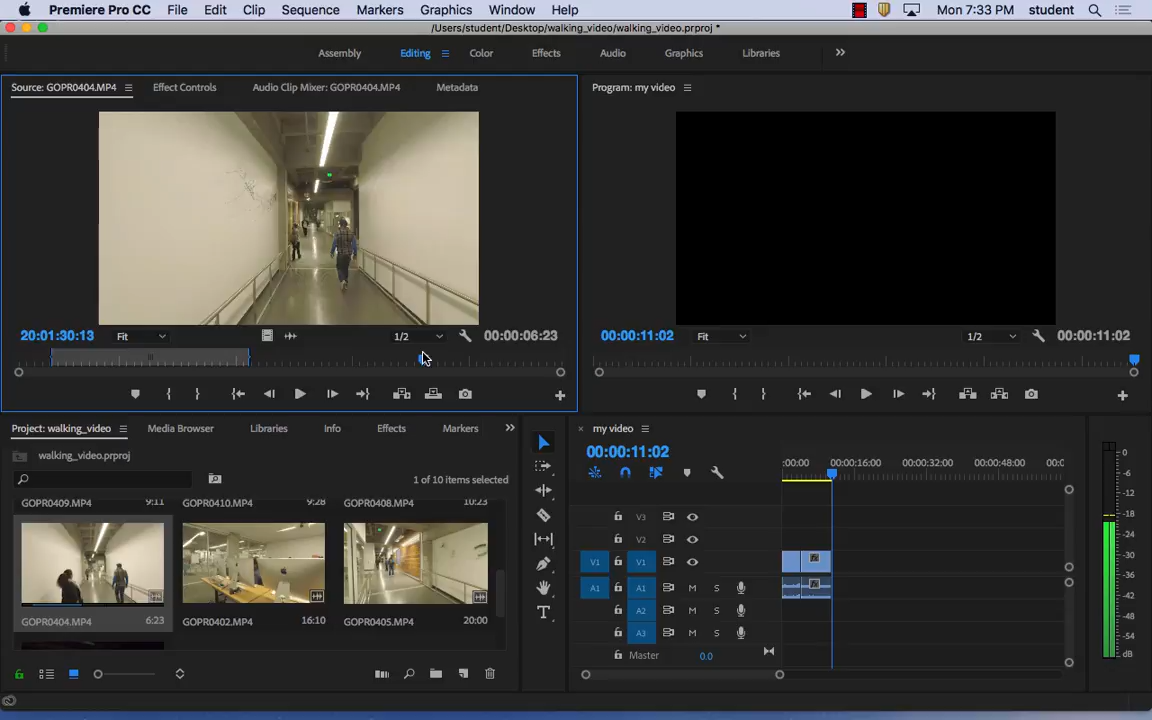 Premiere Pro CC File Edit Clip Sequence Markers Graphics Window Help Mon 7:33 PM student
/Users/student/Desktop/walking_video/walking_video.prproj *
Assembly Editing Color Effects Audio Graphics Libraries
Source: GOPR0404.MP4 Effect Controls Audio Clip Mixer: GOPR0404.MP4 Metadata Program: my video
20:01:30:13 Fit 1/2 00:00:06:23 00:00:11:02 Fit 1/2 00:00:11:02
Project: walking_video Media Browser Libraries Info Effects Markers
walking_video.prproj
1 of 10 items selected
GOPR0409.MP4 9:11 GOPR0410.MP4 9:28 GOPR0408.MP4 10:23
GOPR0404.MP4 6:23 GOPR0402.MP4 16:10 GOPR0405.MP4 20:00
my video
00:00:11:02
:00:00 00:00:16:00 00:00:32:00 00:00:48:00 00:0
V3
V2
V1 V1
A1 A1 M S
A2 M S
A3 M S
Master 0.0
0
-6
-12
-18
-24
-30
-36
-42
-48
-54
dB